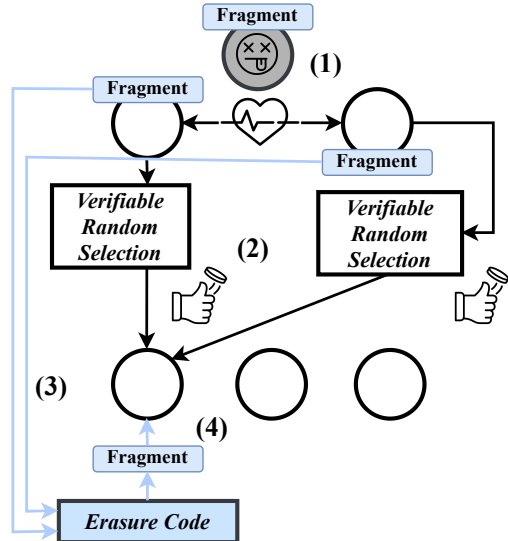 Fragment
(1)
Fragment
Fragment
Verifiable
Random
Selection
Verifiable
Random
Selection
(2)
(3)
(4)
Fragment
Erasure Code